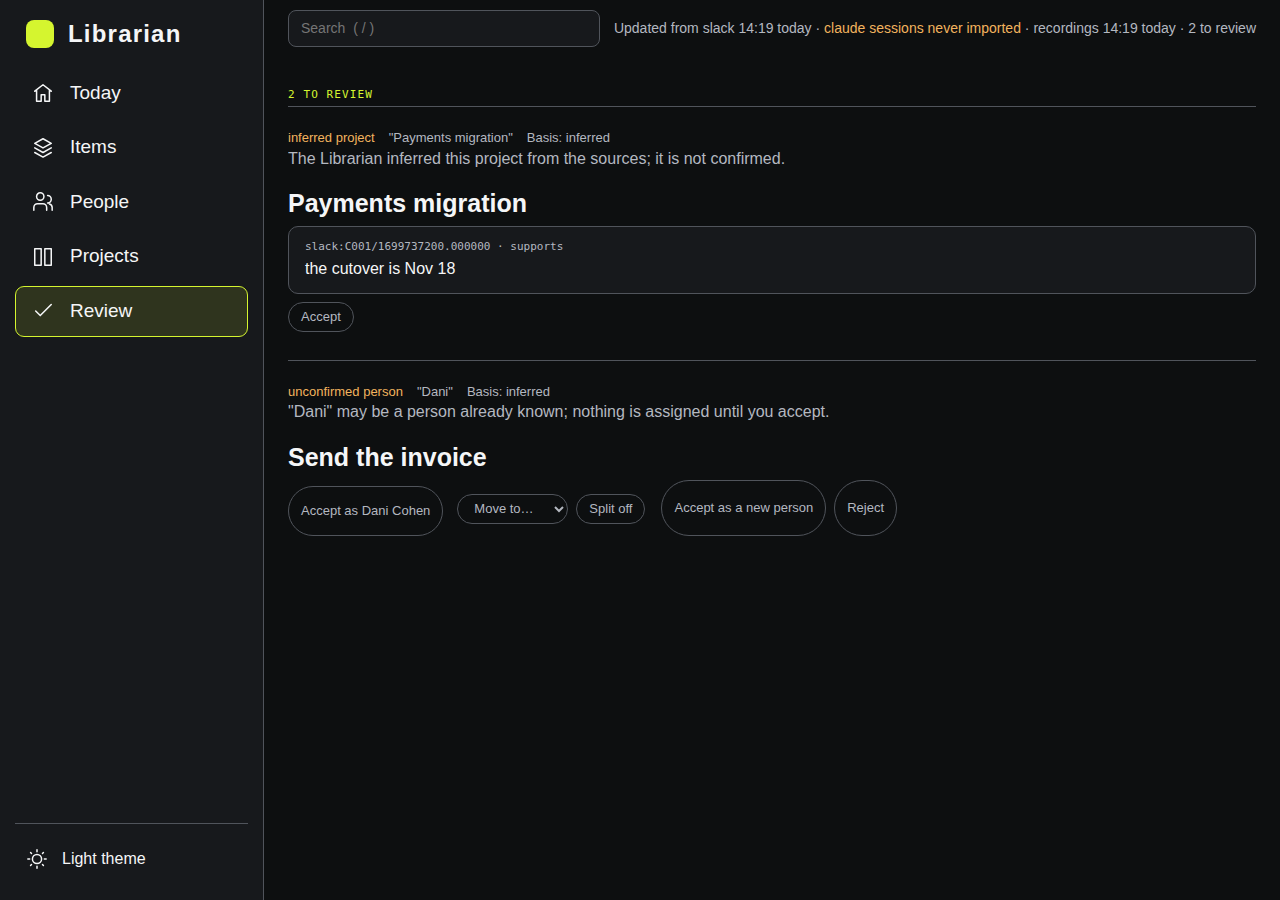 Librarian
Search ( / )
Updated from slack 14:19 today · claude sessions never imported · recordings 14:19 today · 2 to review
Today
Items
People
Projects
Review
2 TO REVIEW
inferred project "Payments migration" Basis: inferred
The Librarian inferred this project from the sources; it is not confirmed.
Payments migration
slack:C001/1699737200.000000 · supports
the cutover is Nov 18
Accept
unconfirmed person "Dani" Basis: inferred
"Dani" may be a person already known; nothing is assigned until you accept.
Send the invoice
Accept as Dani Cohen Move to… Split off Accept as a new person Reject
Light theme